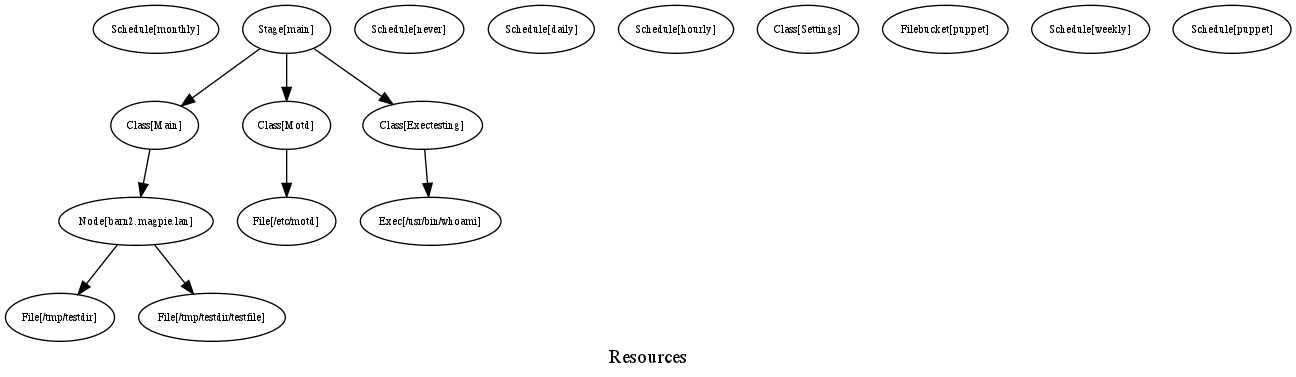 Schedule[monthly]
Stage[main]
Schedule[never]
Schedule[daily]
Schedule[hourly]
Class[Settings]
Filebucket[puppet]
Schedule[weekly]
Schedule[puppet]
Class[Main]
Class[Motd]
Class[Exectesting]
Node[barn2.magpie.lan]
File[/etc/motd]
Exec[/usr/bin/whoami]
File[/tmp/testdir]
File[/tmp/testdir/testfile]
Resources